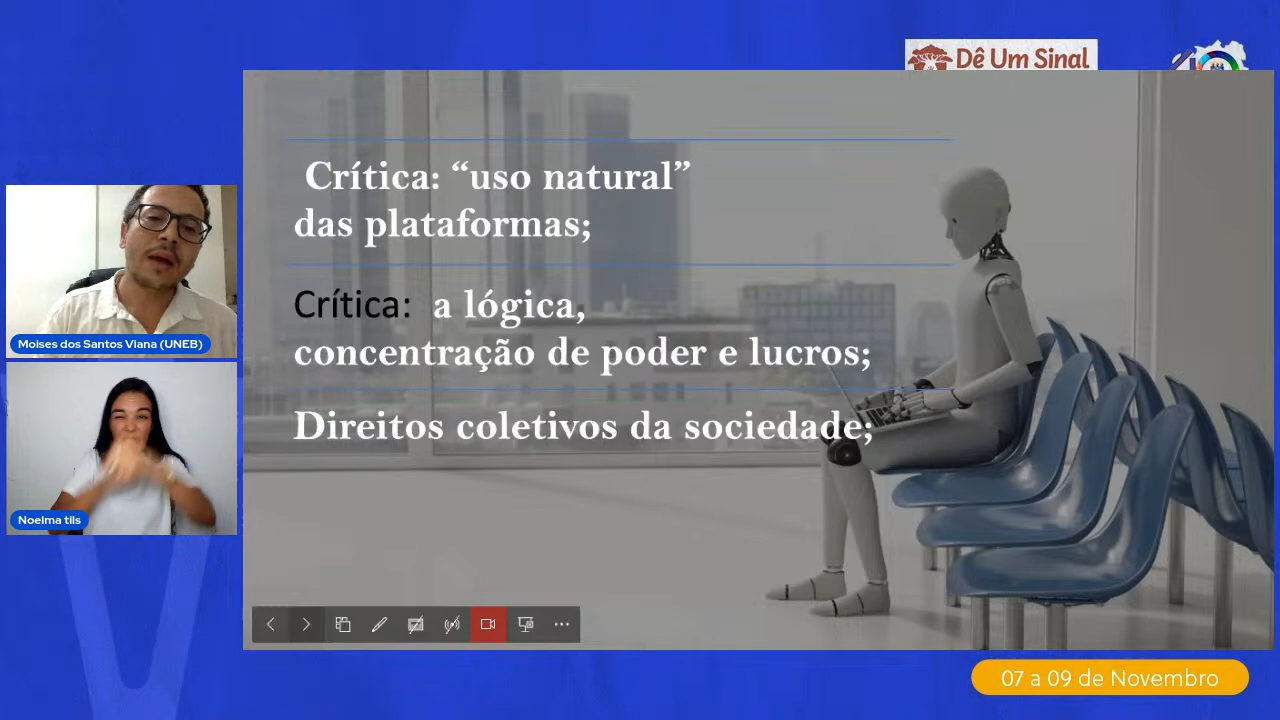 Dê Um Sinal
Crítica: “uso natural”
das plataformas;
Crítica: a lógica,
concentração de poder e lucros;
Direitos coletivos da sociedade;
Moises dos Santos Viana (UNEB)
Noelma tils
07 a 09 de Novembro